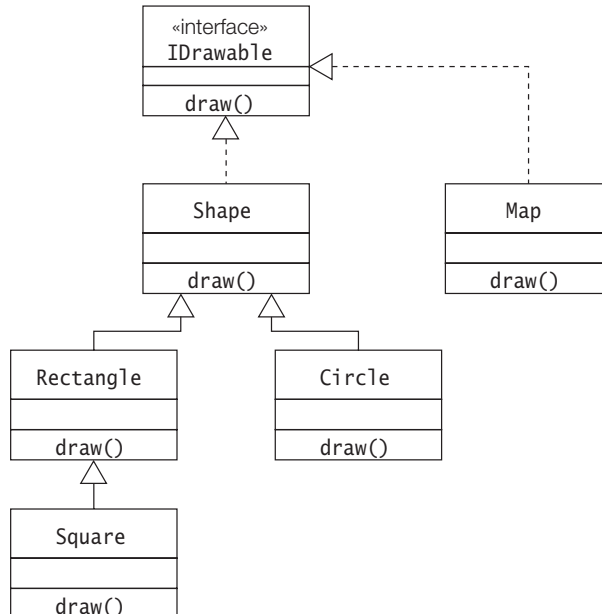 «interface»
IDrawable
draw()
Shape
draw()
Map
draw()
Rectangle
draw()
Circle
draw()
Square
draw()